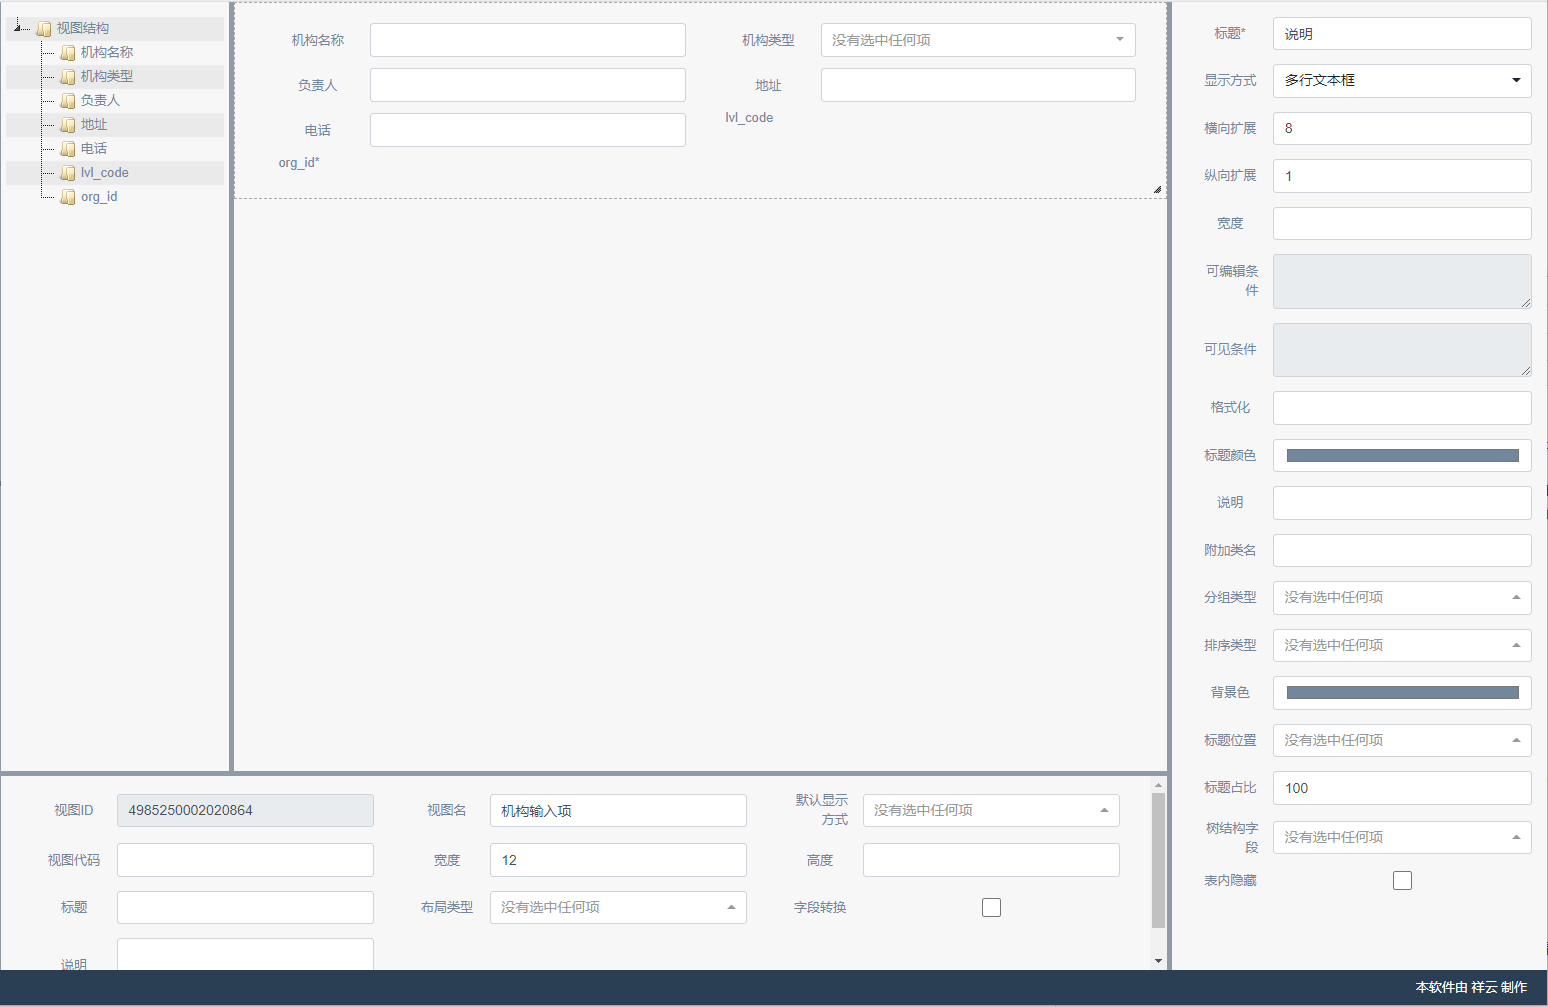 视图结构
机构名称
机构类型
负责人
地址
电话
lvl_code
org_id
机构名称
机构类型 没有选中任何项
负责人
地址
电话
lvl_code
org_id*
标题* 说明
显示方式 多行文本框
横向扩展 8
纵向扩展 1
宽度
可编辑条
件
可见条件
格式化
标题颜色
说明
附加类名
分组类型 没有选中任何项
排序类型 没有选中任何项
背景色
标题位置 没有选中任何项
标题占比 100
树结构字
段 没有选中任何项
表内隐藏
视图ID 4985250002020864
视图名 机构输入项
默认显示
方式 没有选中任何项
视图代码
宽度 12
高度
标题
布局类型 没有选中任何项
字段转换
说明
本软件由 祥云 制作